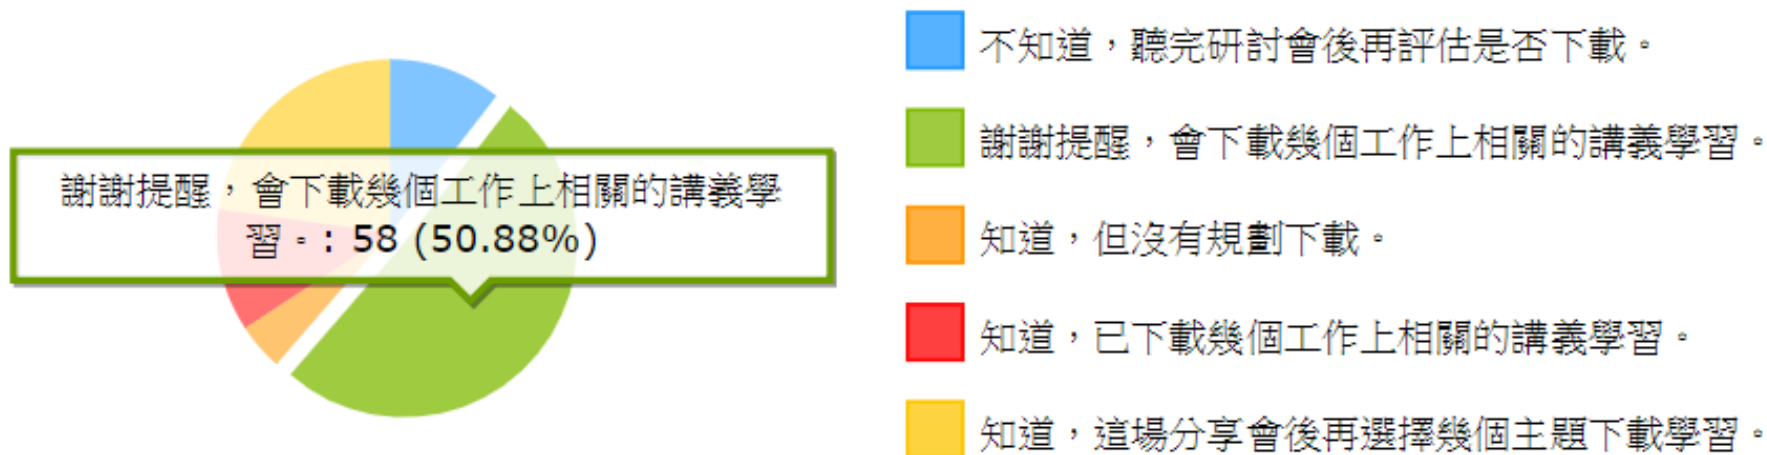 不知道，聽完研討會後再評估是否下載。
謝謝提醒，會下載幾個工作上相關的講義學
習。: 58 (50.88%)
謝謝提醒，會下載幾個工作上相關的講義學習。
知道，但沒有規劃下載。
知道，已下載幾個工作上相關的講義學習。
知道，這場分享會後再選擇幾個主題下載學習。